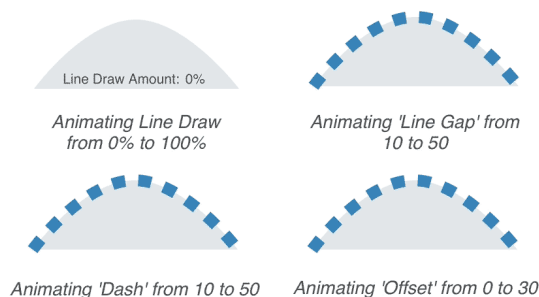 Line Draw Amount: 0%
Animating Line Draw
from 0% to 100%
Animating 'Line Gap' from
10 to 50
Animating 'Dash' from 10 to 50
Animating 'Offset' from 0 to 30